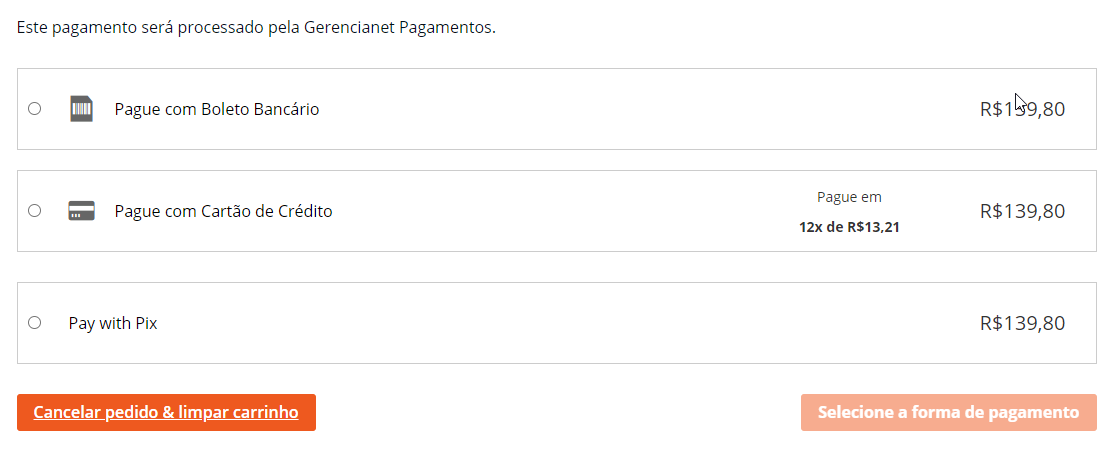 Este pagamento será processado pela Gerencianet Pagamentos.
Pague com Boleto Bancário R$139,80
Pague com Cartão de Crédito Pague em 12x de R$13,21 R$139,80
Pay with Pix R$139,80
Cancelar pedido & limpar carrinho Selecione a forma de pagamento